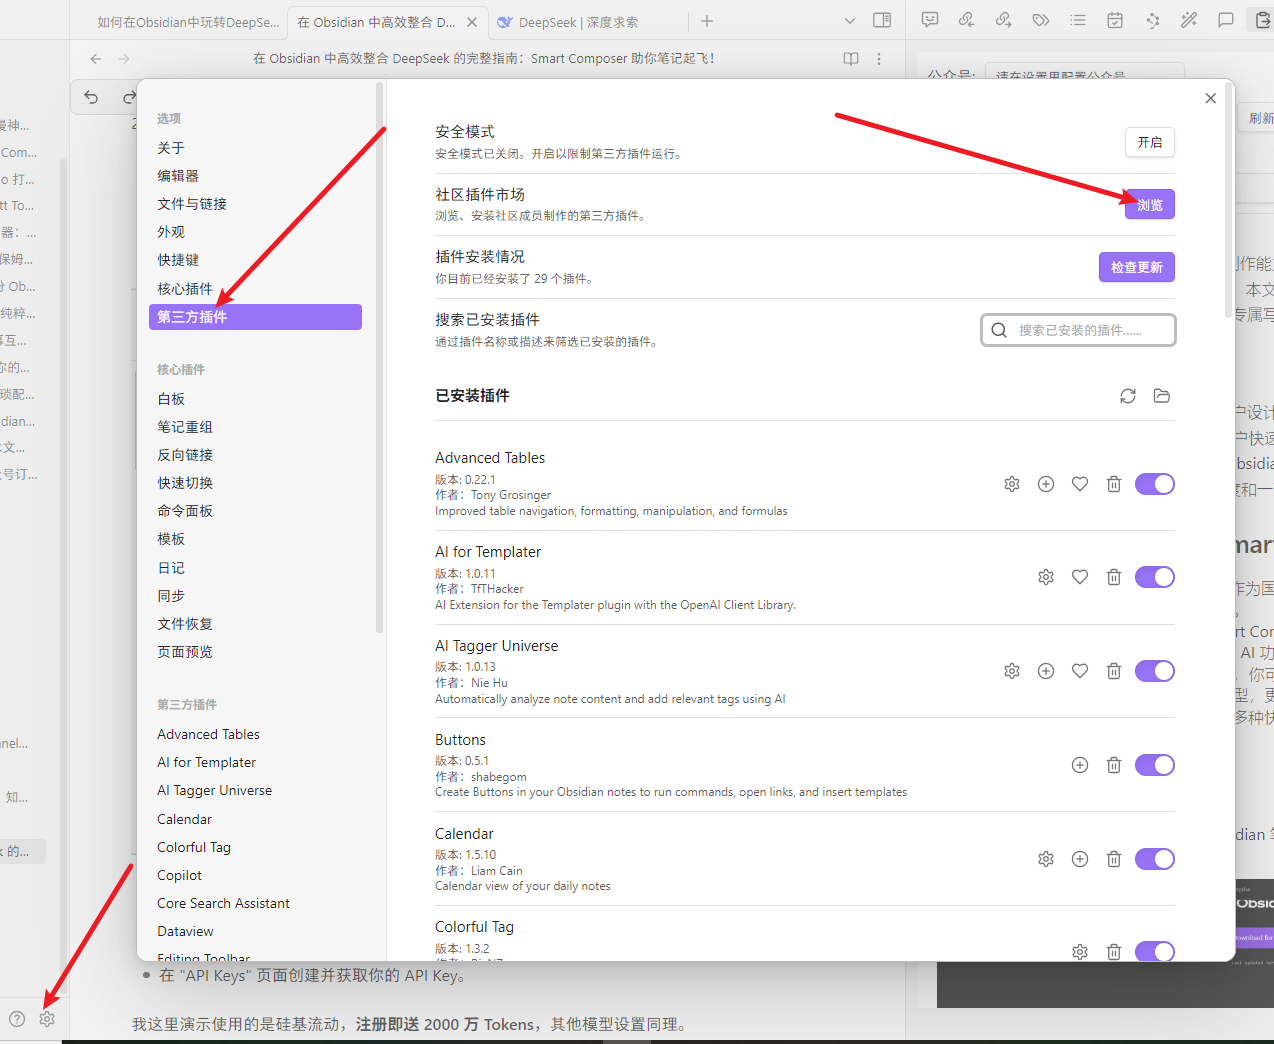 如何在Obsidian中玩转DeepSe...
在 Obsidian 中高效整合 D...
DeepSeek | 深度求索
在 Obsidian 中高效整合 DeepSeek 的完整指南：Smart Composer 助你笔记起飞！
公众号:
请在设置里配置公众号
刷新
选项
关于
编辑器
文件与链接
外观
快捷键
核心插件
第三方插件
核心插件
白板
笔记重组
反向链接
快速切换
命令面板
模板
日记
同步
文件恢复
页面预览
第三方插件
Advanced Tables
AI for Templater
AI Tagger Universe
Calendar
Colorful Tag
Copilot
Core Search Assistant
Dataview
Editing Toolbar
安全模式
安全模式已关闭。开启以限制第三方插件运行。
开启
社区插件市场
浏览、安装社区成员制作的第三方插件。
浏览
插件安装情况
你目前已经安装了 29 个插件。
检查更新
搜索已安装插件
通过插件名称或描述来筛选已安装的插件。
搜索已安装的插件......
已安装插件
Advanced Tables
版本: 0.22.1
作者：Tony Grosinger
Improved table navigation, formatting, manipulation, and formulas
AI for Templater
版本: 1.0.11
作者：TfTHacker
AI Extension for the Templater plugin with the OpenAI Client Library.
AI Tagger Universe
版本: 1.0.13
作者：Nie Hu
Automatically analyze note content and add relevant tags using AI
Buttons
版本: 0.5.1
作者：shabegom
Create Buttons in your Obsidian notes to run commands, open links, and insert templates
Calendar
版本: 1.5.10
作者：Liam Cain
Calendar view of your daily notes
Colorful Tag
版本: 1.3.2
在 "API Keys" 页面创建并获取你的 API Key。
我这里演示使用的是硅基流动，注册即送 2000 万 Tokens，其他模型设置同理。